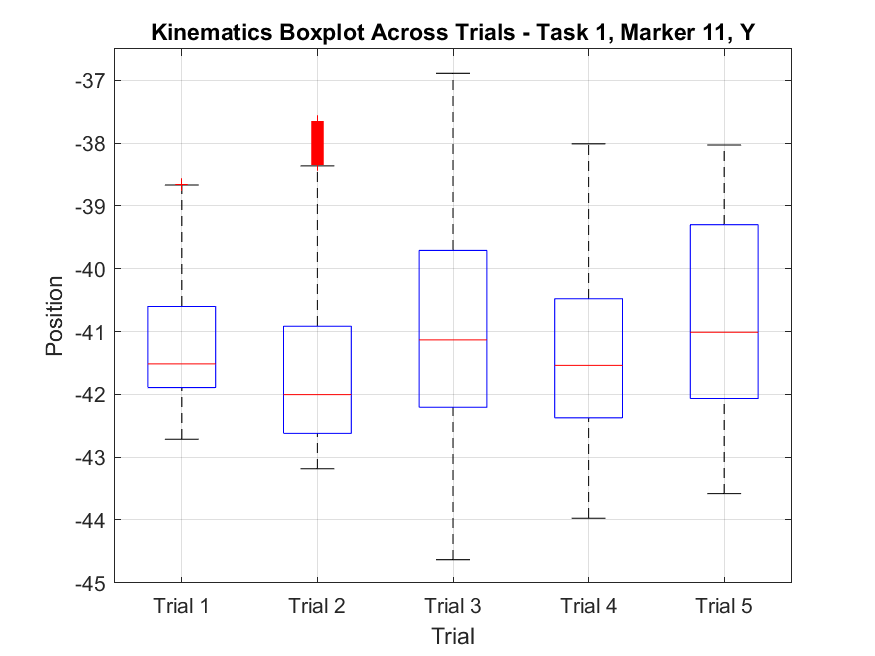 Kinematics Boxplot Across Trials - Task 1, Marker 11, Y
-37
-38
-39
-40
-41
-42
-43
-44
-45
Position
Trial 1 Trial 2 Trial 3 Trial 4 Trial 5
Trial